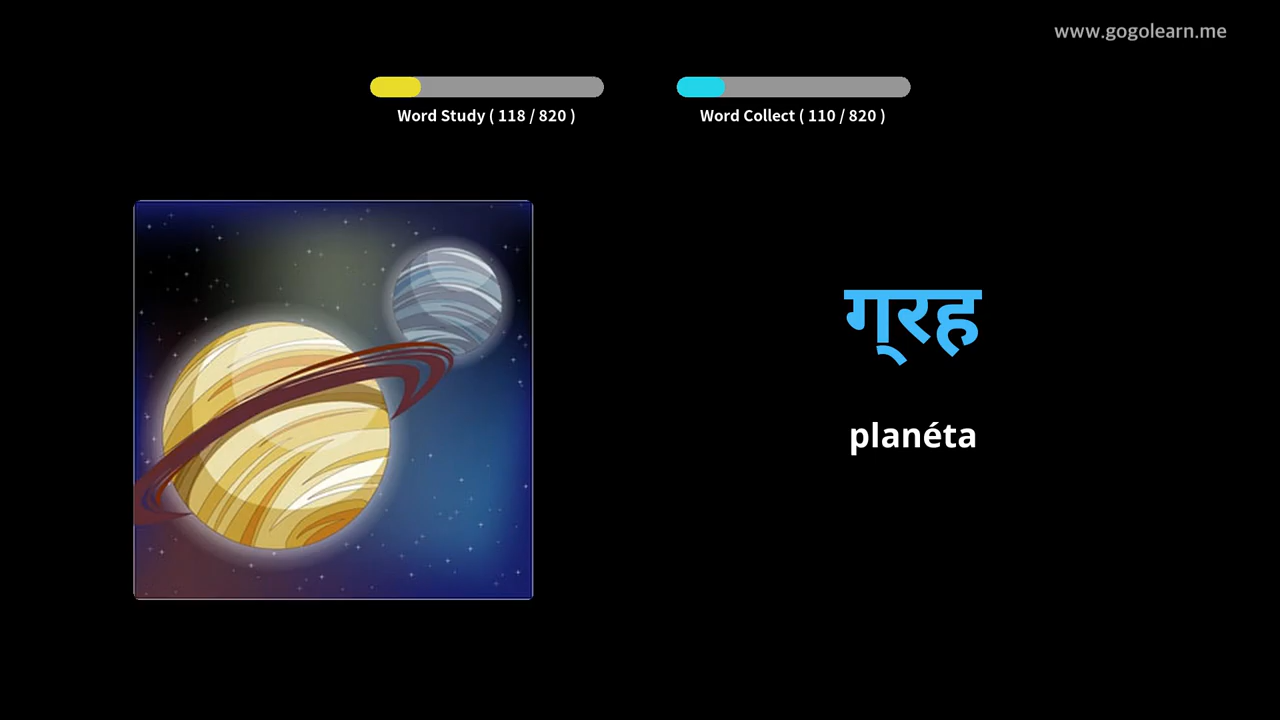 www.gogolearn.me
Word Study ( 118 / 820 )
Word Collect ( 110 / 820 )
ग्रह
planéta